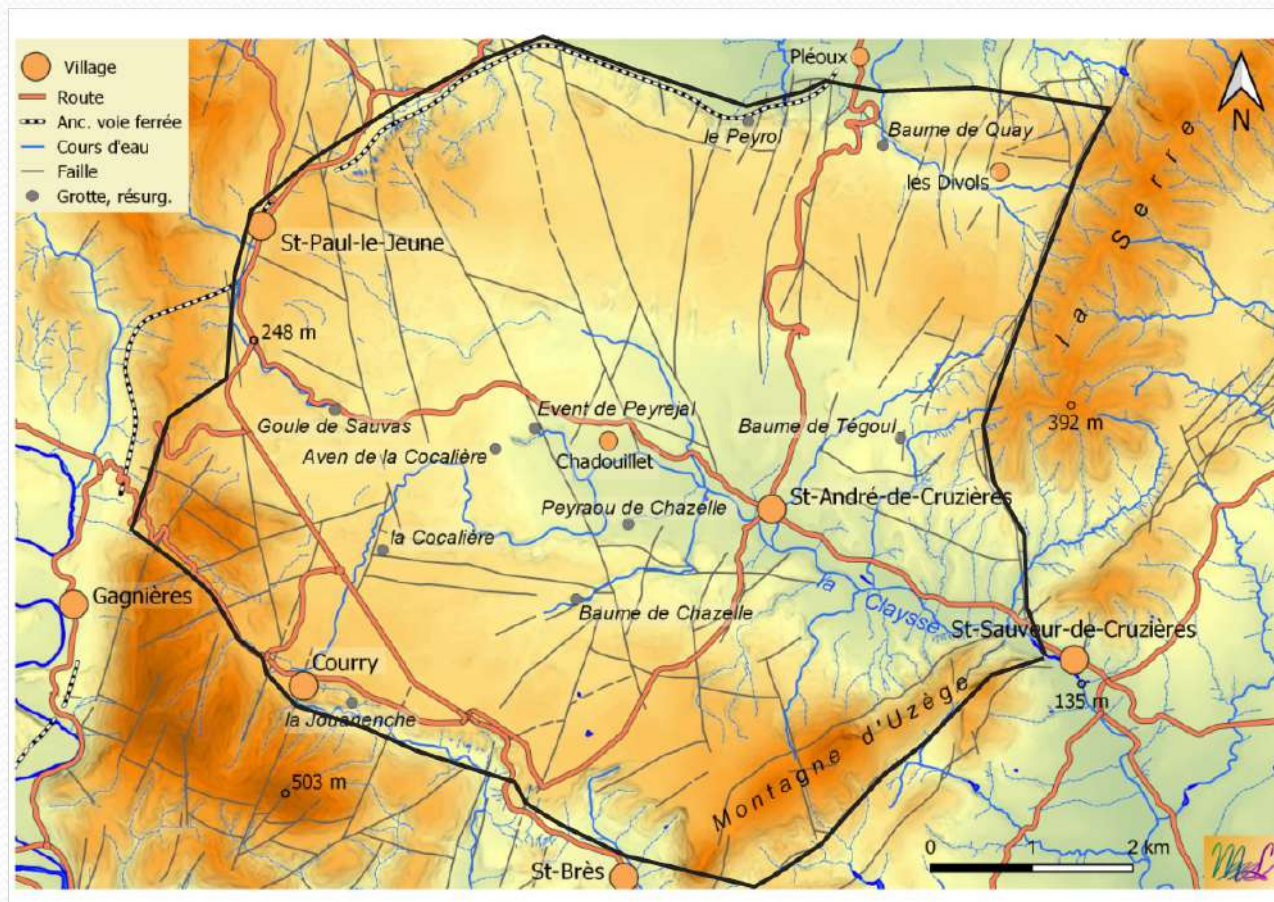 Village
Route
Anc. voie ferrée
Cours d'eau
Faille
Grotte, résurg.
Pléoux
N
le Peyrol
Baume de Quay
les Divols
la Serre
St-Paul-le-Jeune
248 m
Goule de Sauvas
Event de Peyrejal
Baume de Tégoul
392 m
Aven de la Cocalière
Chadouillet
St-André-de-Cruzières
Peyraou de Chazelle
la Cocalière
Gagnières
Baume de Chazelle
la Claysse
St-Sauveur-de-Cruzières
Courry
135 m
la Jouanenche
Montagne d'Uzège
503 m
St-Brès
0 1 2 km